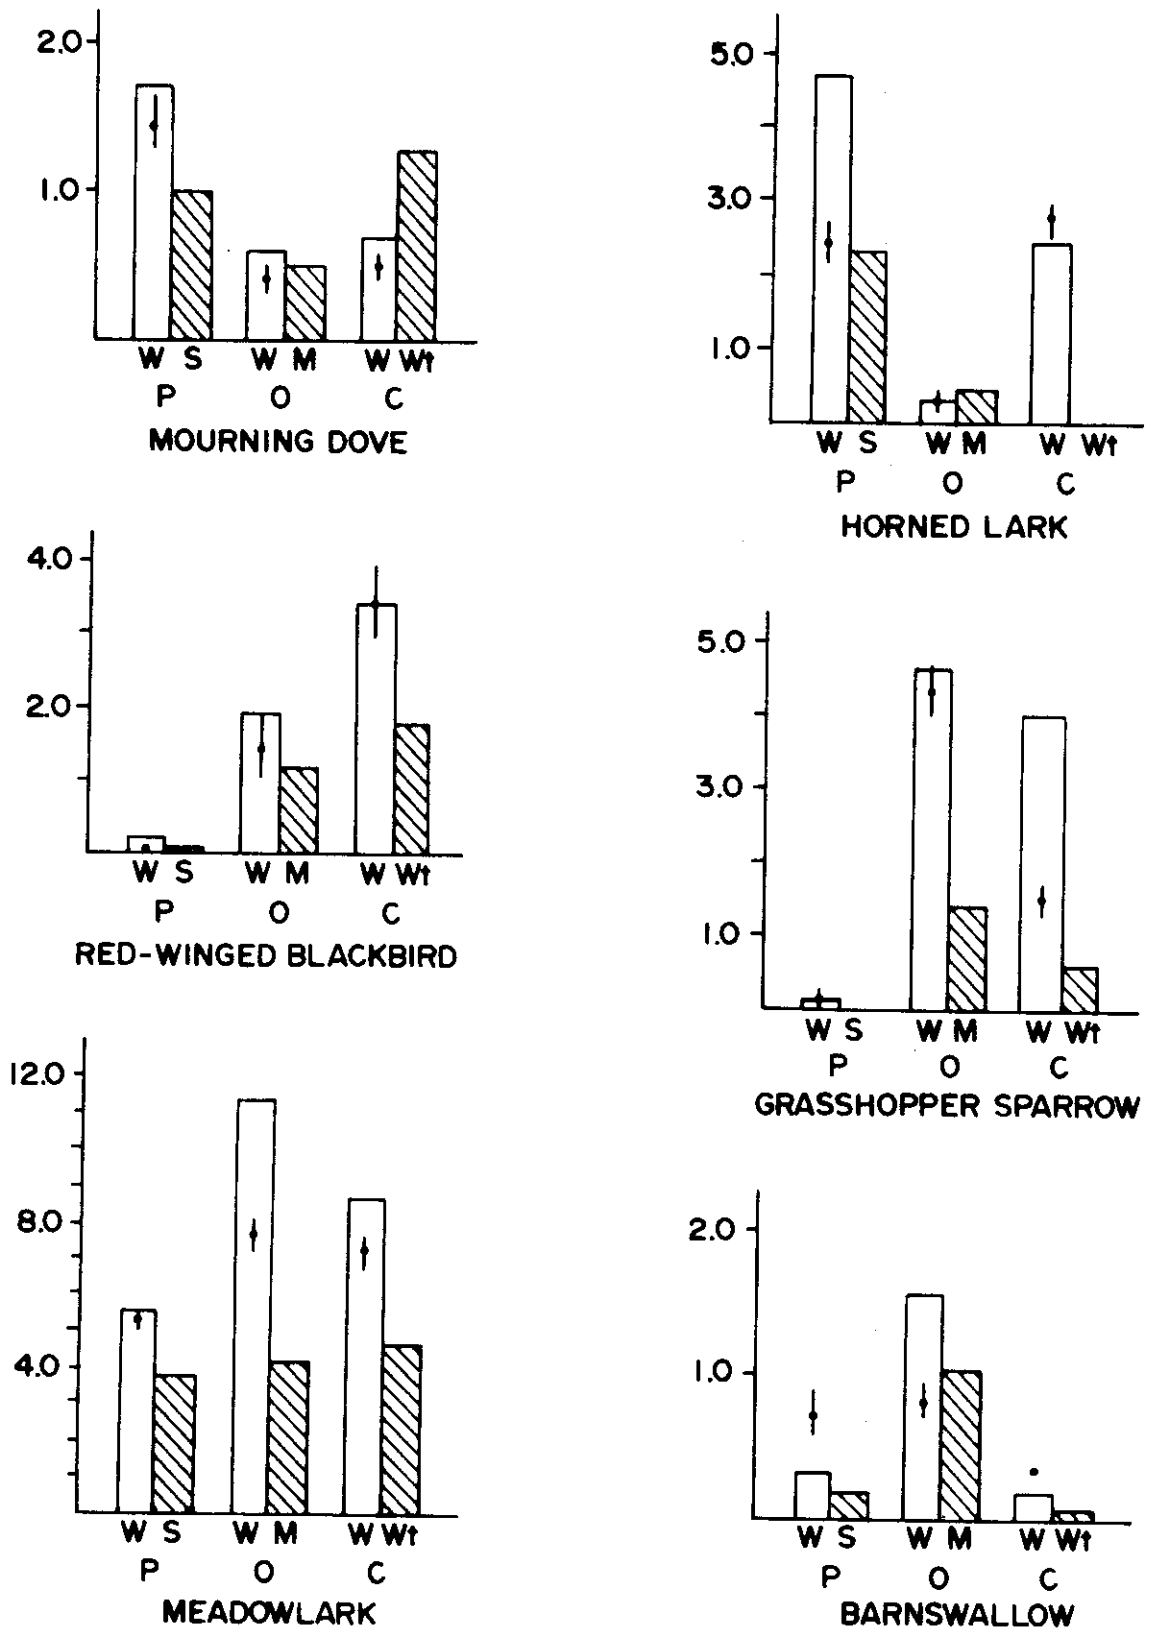 2.0
1.0
W S W M W Wt
P O C
MOURNING DOVE
5.0
3.0
1.0
W S W M W Wt
P O C
HORNED LARK
4.0
2.0
W S W M W Wt
P O C
RED-WINGED BLACKBIRD
5.0
3.0
1.0
W S W M W Wt
P O C
GRASSHOPPER SPARROW
12.0
8.0
4.0
W S W M W Wt
P O C
MEADOWLARK
2.0
1.0
W S W M W Wt
P O C
BARNSWALLOW